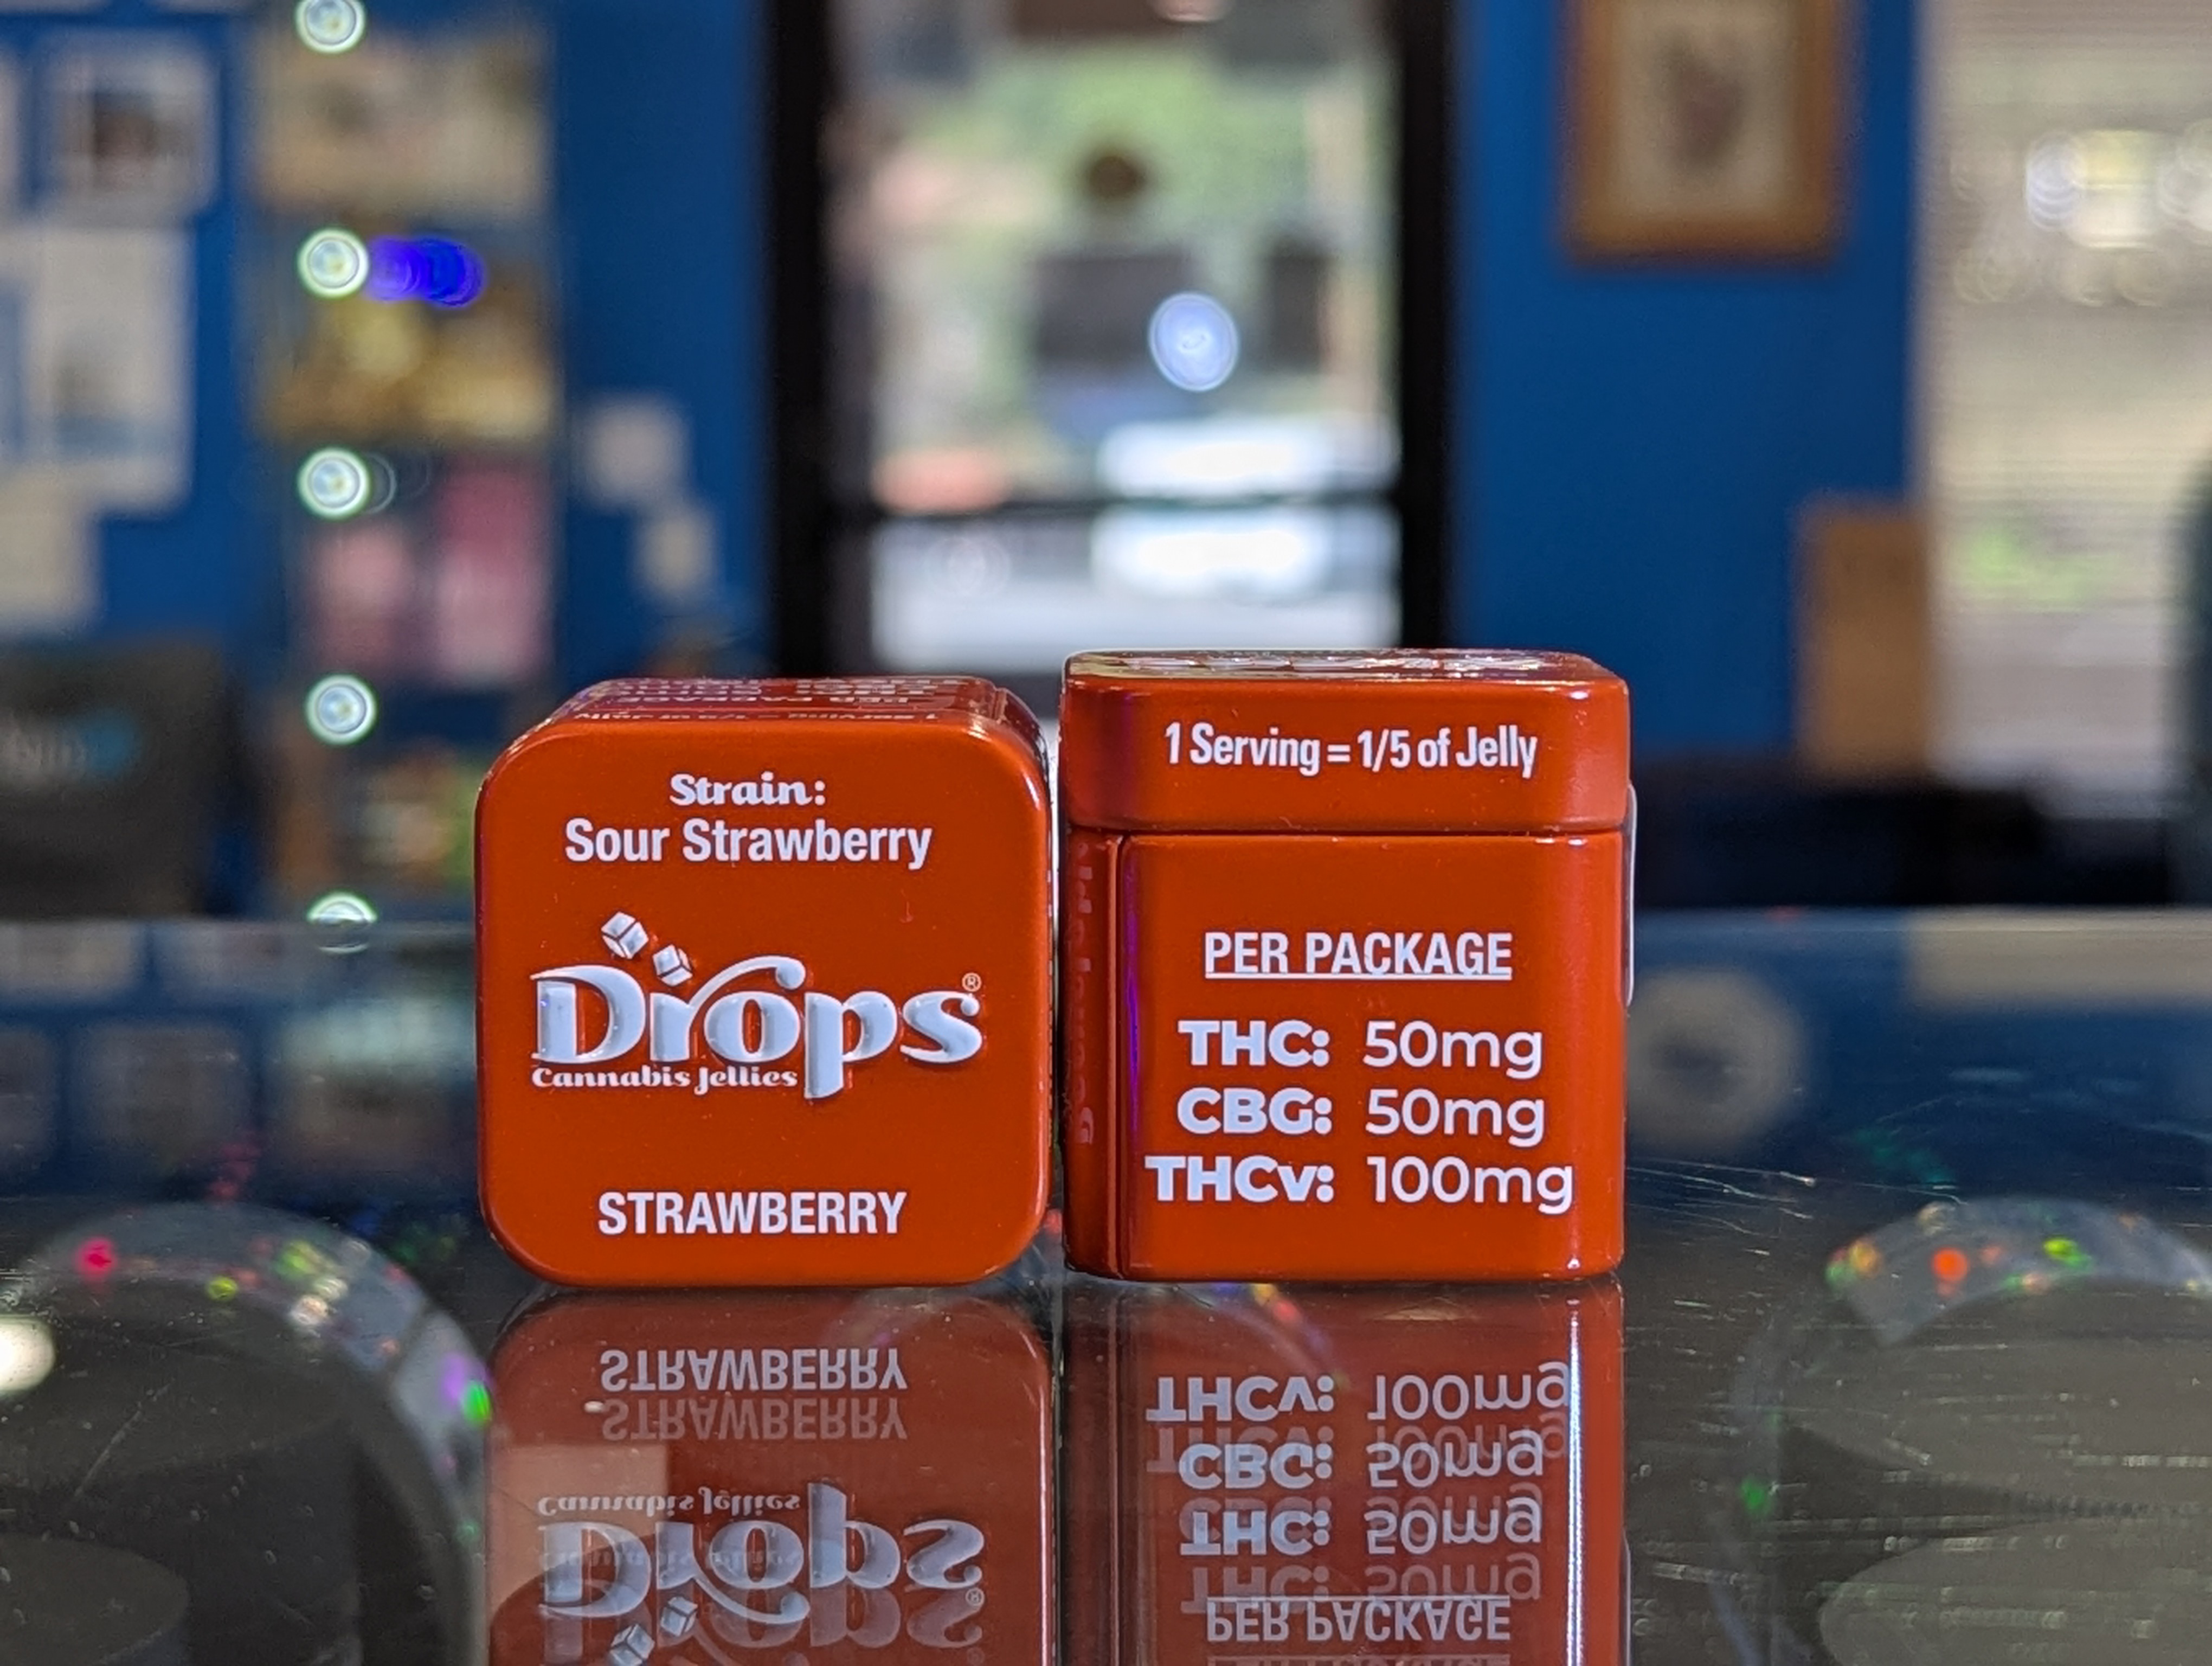 Strain:
Sour Strawberry
Drops®
Cannabis Jellies
STRAWBERRY
1 Serving = 1/5 of Jelly
PER PACKAGE
THC: 50mg
CBG: 50mg
THCv: 100mg